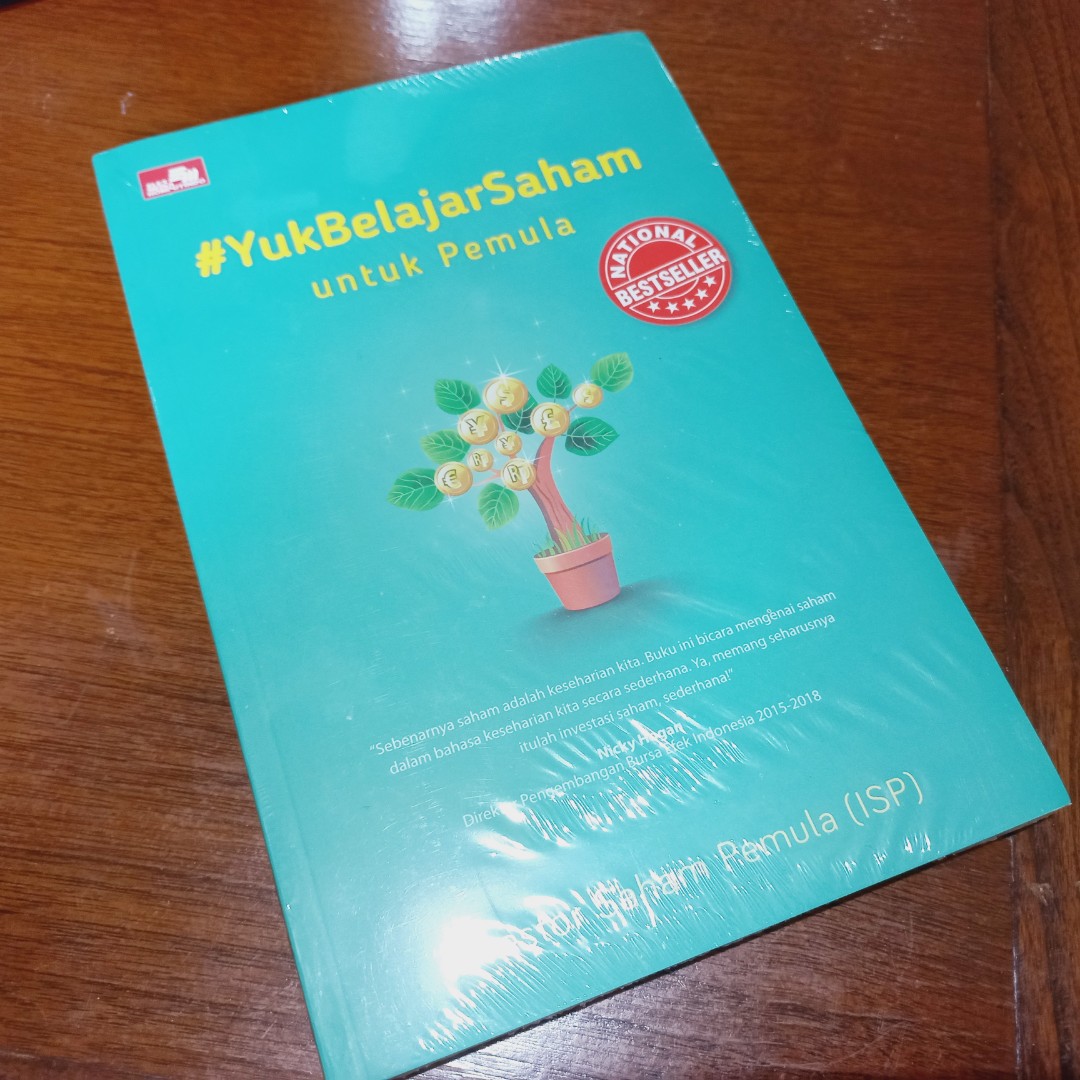 #YukBelajarSaham
untuk Pemula
NATIONAL
BESTSELLER
"Sebenarnya saham adalah keseharian kita. Buku ini bicara mengenai saham
dalam bahasa keseharian kita secara sederhana. Ya, memang seharusnya
itulah investasi saham, sederhana!"
Nicky Hogan
Pengembangan Bursa Efek Indonesia 2015-2018
Saham Pemula (ISP)